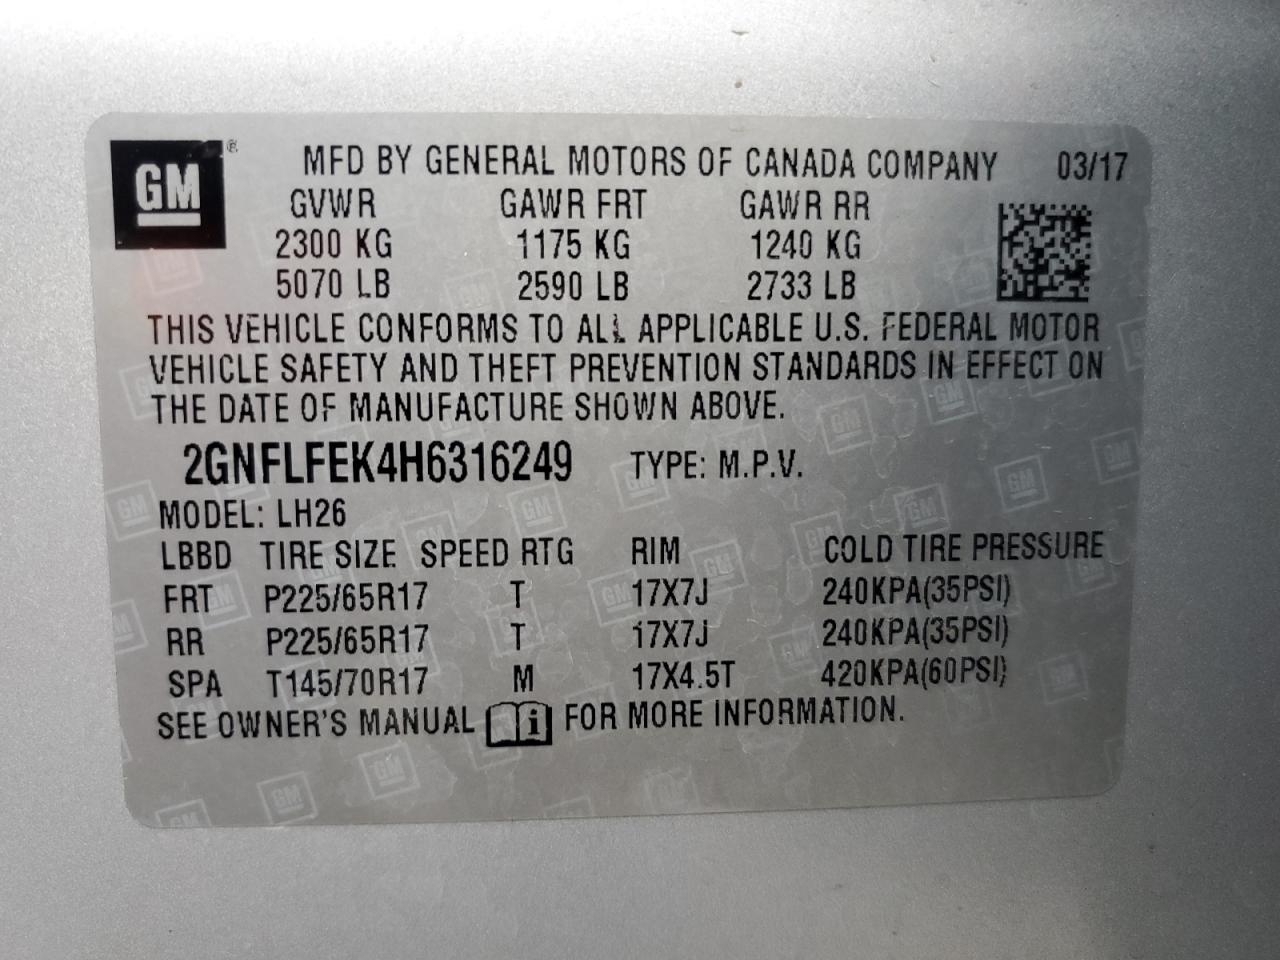 GM ® MFD BY GENERAL MOTORS OF CANADA COMPANY 03/17
GVWR GAWR FRT GAWR RR
2300 KG 1175 KG 1240 KG
5070 LB 2590 LB 2733 LB
THIS VEHICLE CONFORMS TO ALL APPLICABLE U.S. FEDERAL MOTOR
VEHICLE SAFETY AND THEFT PREVENTION STANDARDS IN EFFECT ON
THE DATE OF MANUFACTURE SHOWN ABOVE.
2GNFLFEK4H6316249 TYPE: M.P.V.
MODEL: LH26
LBBD TIRE SIZE SPEED RTG RIM COLD TIRE PRESSURE
FRT P225/65R17 T 17X7J 240KPA(35PSI)
RR P225/65R17 T 17X7J 240KPA(35PSI)
SPA T145/70R17 M 17X4.5T 420KPA(60PSI)
SEE OWNER'S MANUAL i FOR MORE INFORMATION.